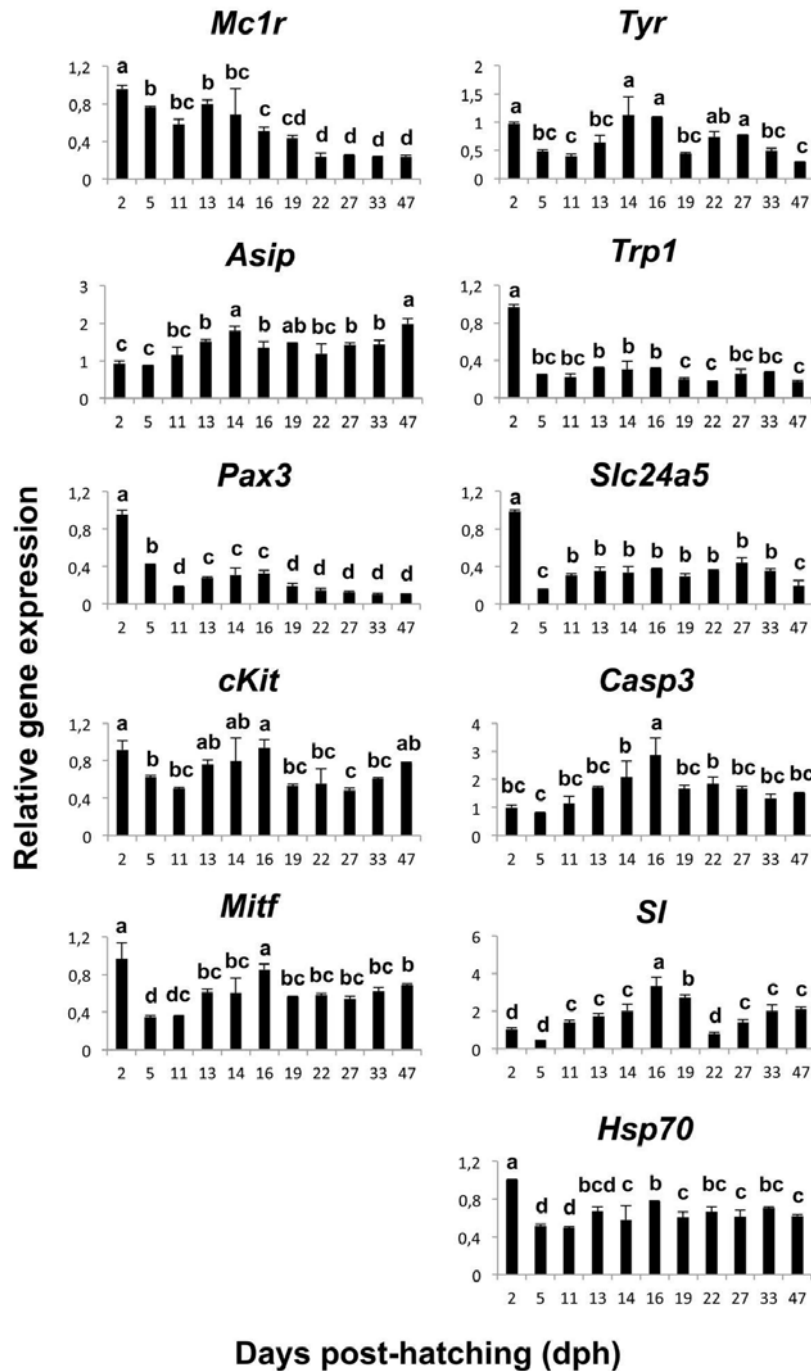 Mc1r
1,2
0,8
0,4
0
a b bc b bc c cd d d d d
2 5 11 13 14 16 19 22 27 33 47
Tyr
2
1,5
1
0,5
0
a bc c bc a a bc ab a bc c
2 5 11 13 14 16 19 22 27 33 47
Asip
3
2
1
0
c c bc b a b ab bc b b a
2 5 11 13 14 16 19 22 27 33 47
Trp1
1,2
0,8
0,4
0
a bc bc b b b c c bc bc c
2 5 11 13 14 16 19 22 27 33 47
Pax3
1,2
0,8
0,4
0
a b d c c c d d d d d
2 5 11 13 14 16 19 22 27 33 47
Slc24a5
1,2
0,8
0,4
0
a c b b b b b b b b c
2 5 11 13 14 16 19 22 27 33 47
cKit
1,2
0,8
0,4
0
a b bc ab ab a bc bc c bc ab
2 5 11 13 14 16 19 22 27 33 47
Casp3
4
3
2
1
0
bc c bc bc b a bc b bc bc bc
2 5 11 13 14 16 19 22 27 33 47
Mitf
1,2
0,8
0,4
0
a d dc bc bc a bc bc bc bc b
2 5 11 13 14 16 19 22 27 33 47
Sl
6
4
2
0
d d c c c a b d c c c
2 5 11 13 14 16 19 22 27 33 47
Hsp70
1,2
0,8
0,4
0
a d d bcd c b c bc c bc c
2 5 11 13 14 16 19 22 27 33 47
Relative gene expression
Days post-hatching (dph)